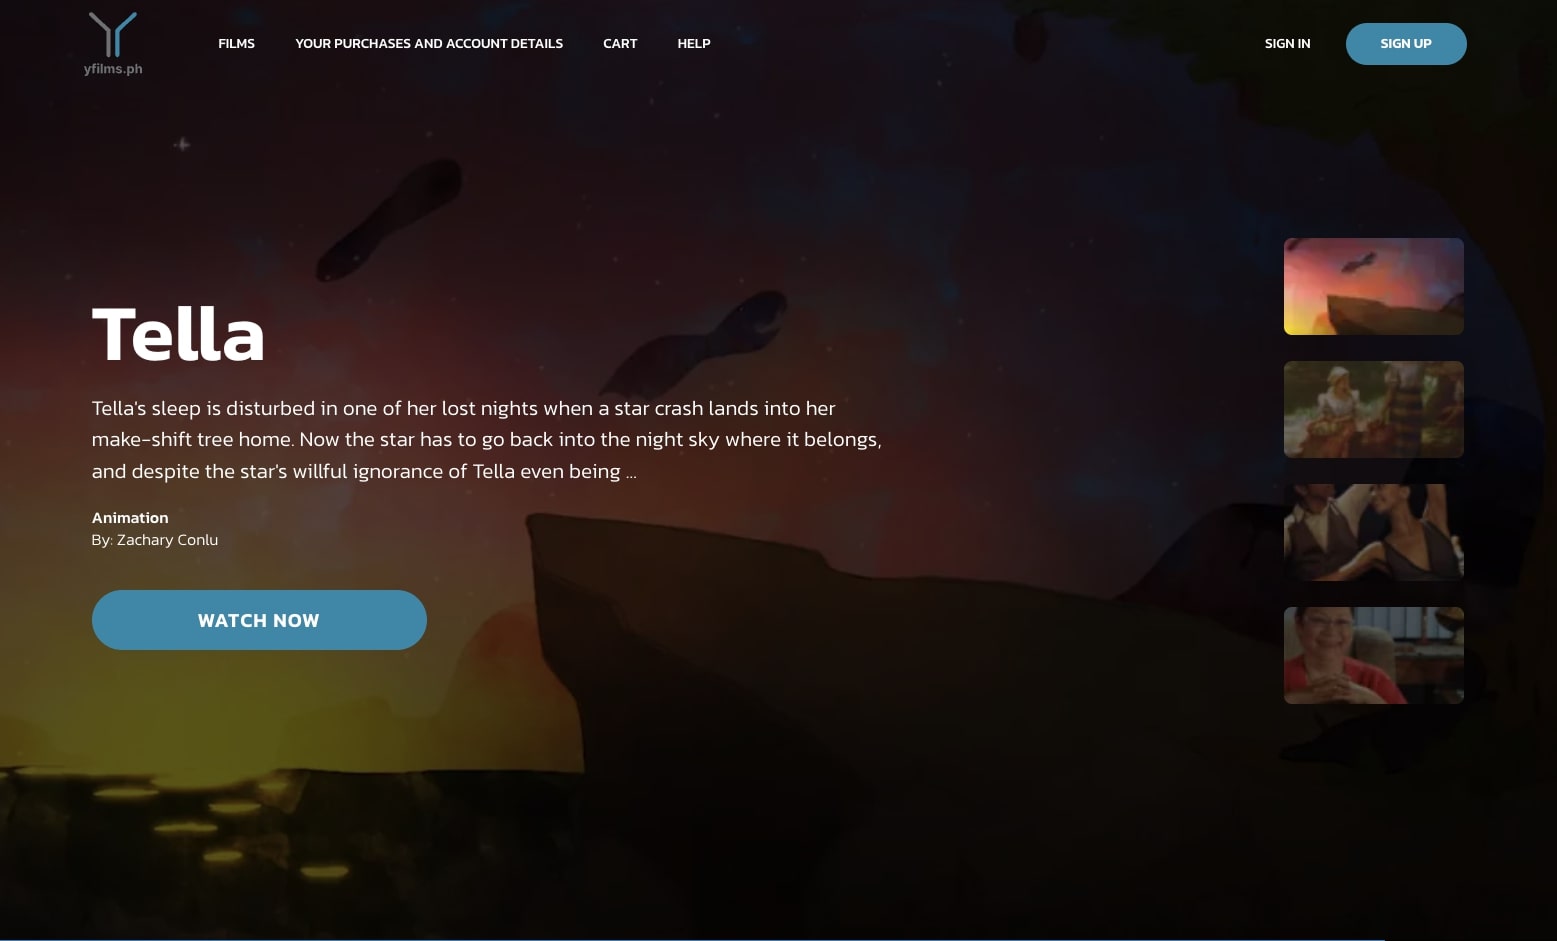 yfilms.ph
FILMS
YOUR PURCHASES AND ACCOUNT DETAILS
CART
HELP
SIGN IN
SIGN UP
Tella
Tella's sleep is disturbed in one of her lost nights when a star crash lands into her
make-shift tree home. Now the star has to go back into the night sky where it belongs,
and despite the star's willful ignorance of Tella even being ...
Animation
By: Zachary Conlu
WATCH NOW